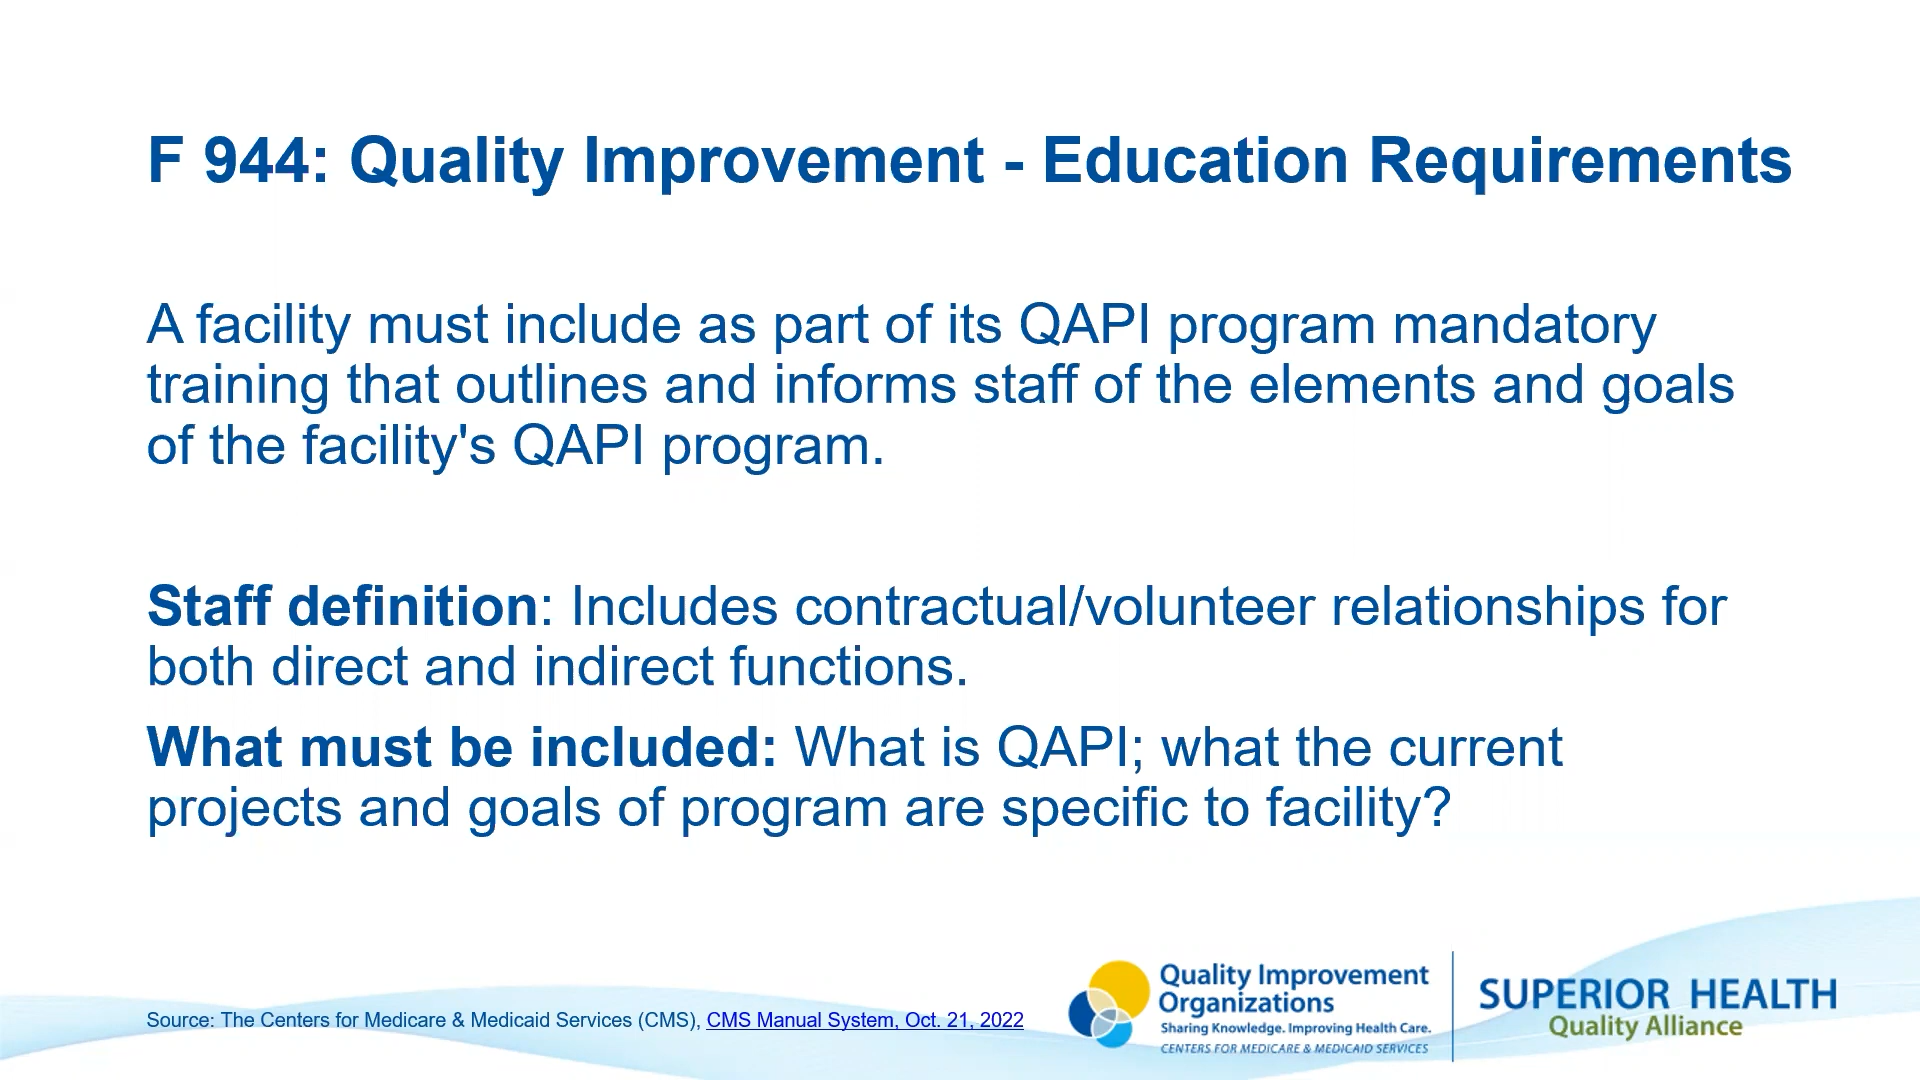 F 944: Quality Improvement - Education Requirements
A facility must include as part of its QAPI program mandatory
training that outlines and informs staff of the elements and goals
of the facility's QAPI program.
Staff definition: Includes contractual/volunteer relationships for
both direct and indirect functions.
What must be included: What is QAPI; what the current
projects and goals of program are specific to facility?
Source: The Centers for Medicare & Medicaid Services (CMS), CMS Manual System, Oct. 21, 2022
Quality Improvement
Organizations
Sharing Knowledge. Improving Health Care.
CENTERS FOR MEDICARE & MEDICAID SERVICES
SUPERIOR HEALTH
Quality Alliance